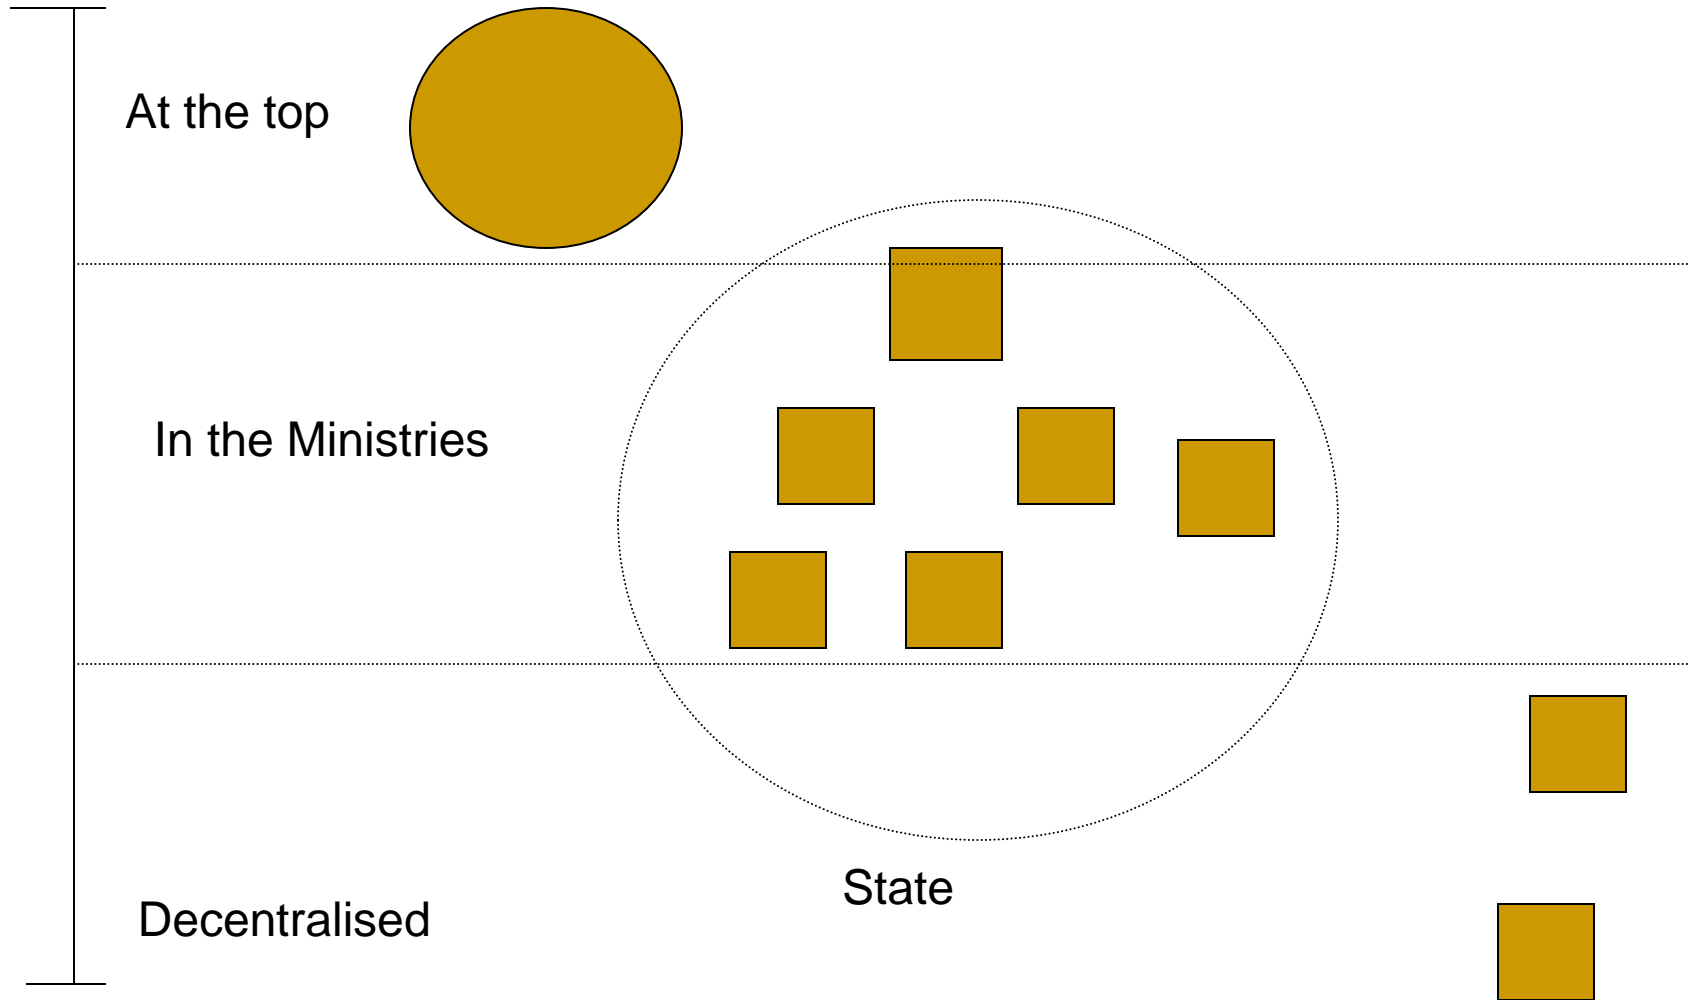 At the top
In the Ministries
State
Decentralised